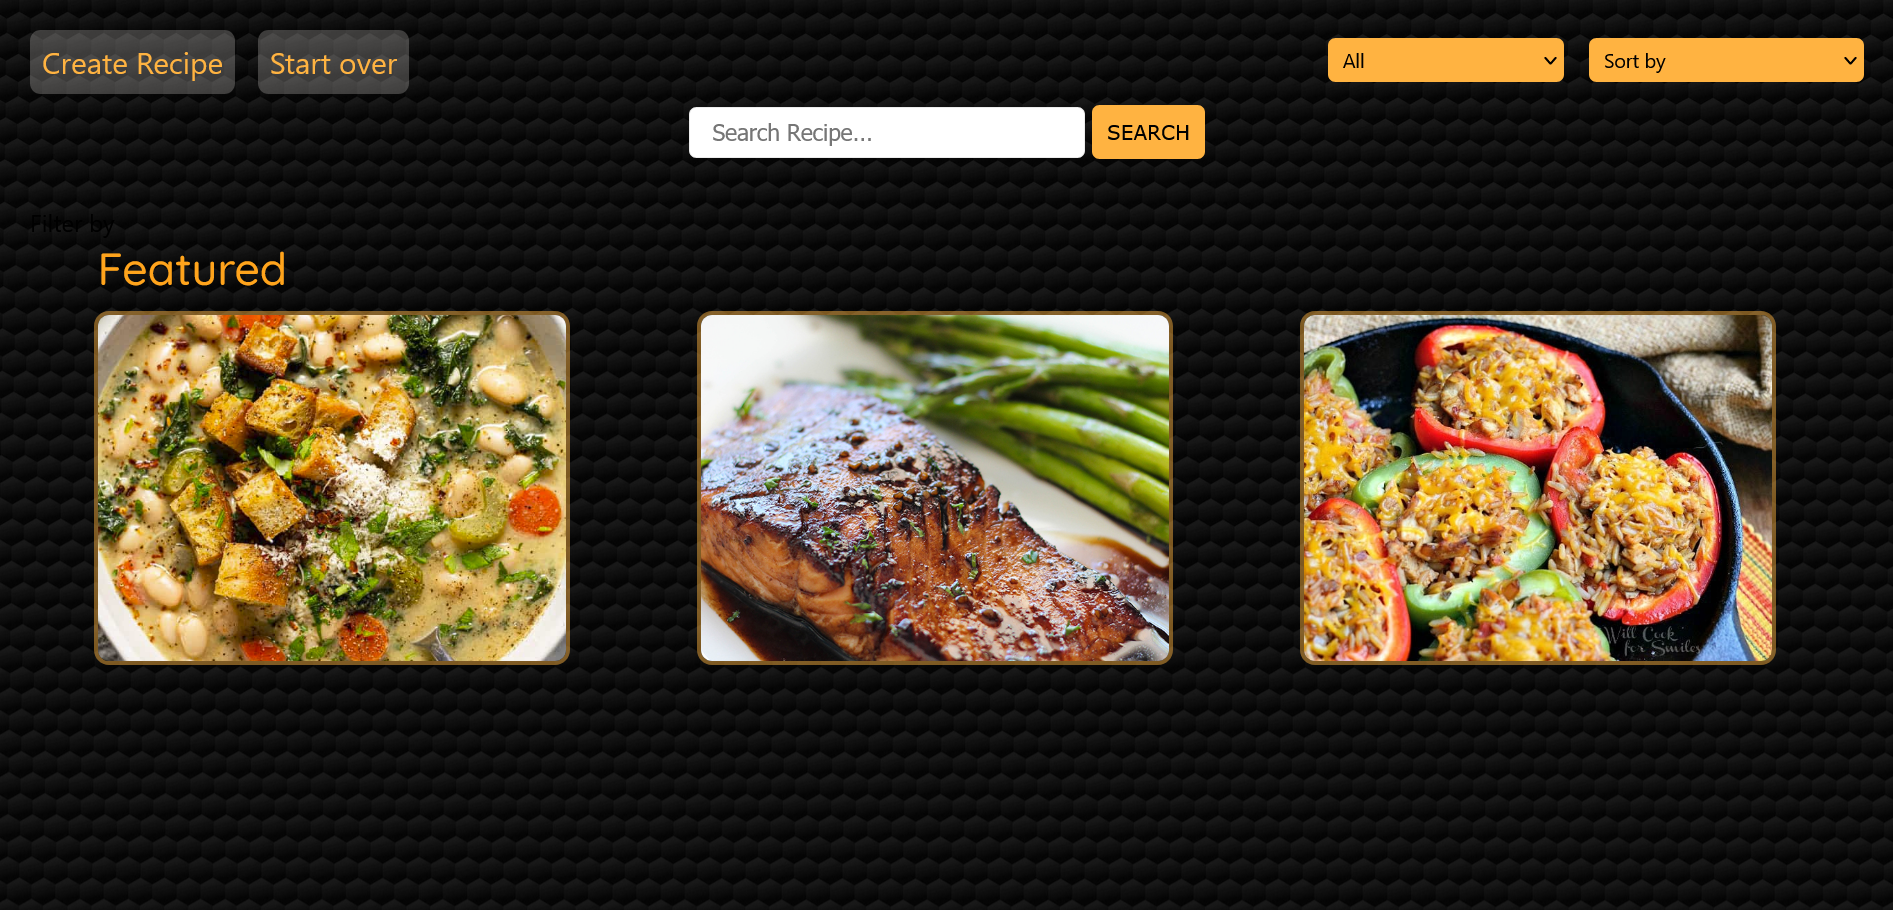 Create Recipe
Start over
All
Sort by
Search Recipe...
SEARCH
Filter by
Featured
Will Cook
for Smiles